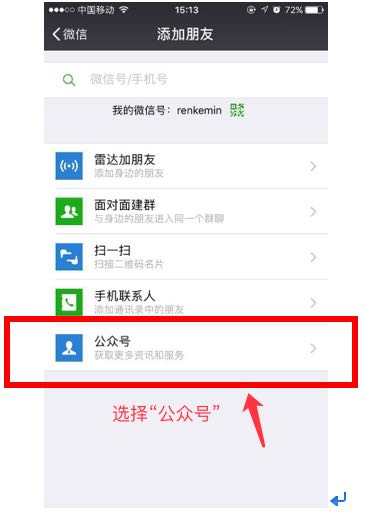 中国移动 15:13 72%
微信 添加朋友
微信号/手机号
我的微信号：renkemin
雷达加朋友
添加身边的朋友
面对面建群
与身边的朋友进入同一个群聊
扫一扫
扫描二维码名片
手机联系人
添加通讯录中的朋友
公众号
获取更多资讯和服务
选择“公众号”